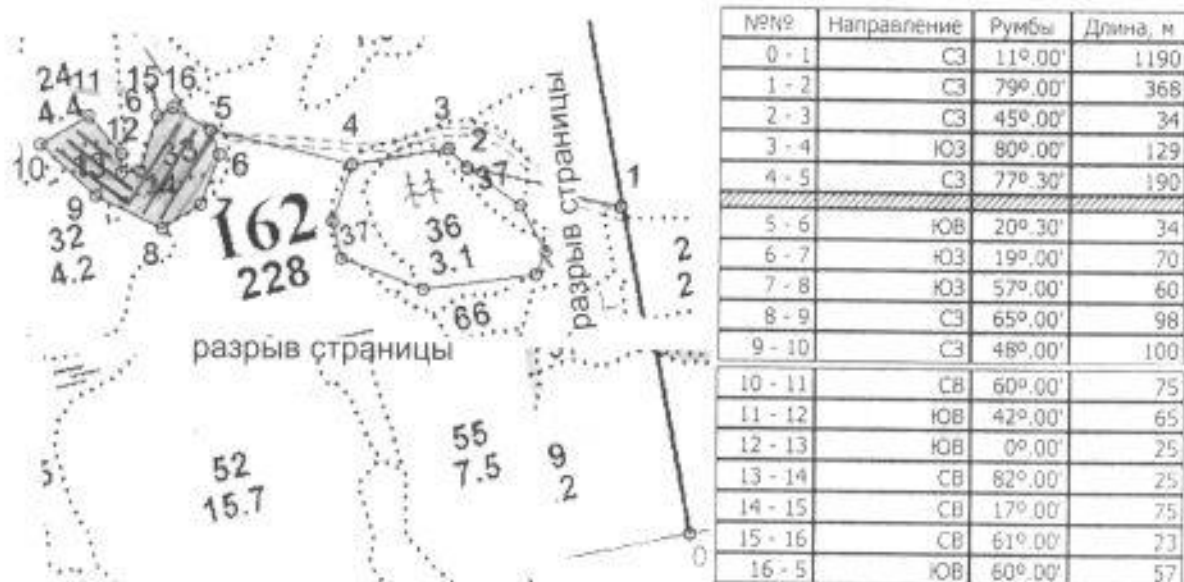 24 11 15 16
4.4 6 5 4 3
12 2
10 13 33 6 37 1
14 3
9 162 37 36
32 8 228 3.1 2
4.2 2
66
разрыв страницы
разрыв страницы
55 9
52 7.5 2
15.7
5
0
№№ Направление Румбы Длина, м
0 - 1 СЗ 11º.00' 1190
1 - 2 СЗ 79º.00' 368
2 - 3 СЗ 45º.00' 34
3 - 4 ЮЗ 80º.00' 129
4 - 5 СЗ 77º.30' 190
5 - 6 ЮВ 20º.30' 34
6 - 7 ЮЗ 19º.00' 70
7 - 8 ЮЗ 57º.00' 60
8 - 9 СЗ 65º.00' 98
9 - 10 СЗ 48º.00' 100
10 - 11 СВ 60º.00' 75
11 - 12 ЮВ 42º.00' 65
12 - 13 ЮВ 0º.00' 25
13 - 14 СВ 82º.00' 25
14 - 15 СВ 17º.00' 75
15 - 16 СВ 61º.00' 23
16 - 5 ЮВ 60º.00' 57